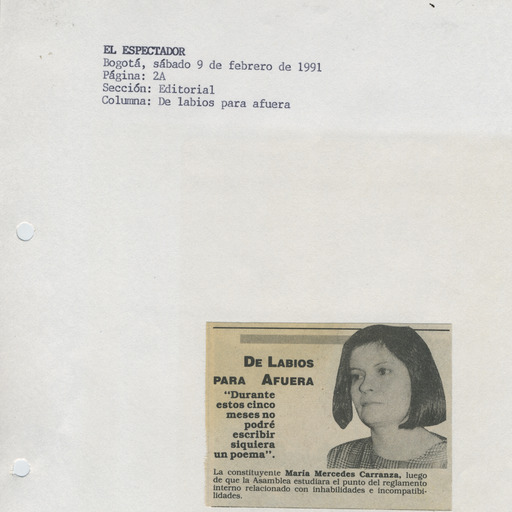 EL ESPECTADOR
Bogotá, sábado 9 de febrero de 1991
Página: 2A
Sección: Editorial
Columna: De labios para afuera
DE LABIOS
PARA AFUERA
“Durante
estos cinco
meses no
podré
escribir
siquiera
un poema”.
La constituyente María Mercedes Carranza, luego
de que la Asamblea estudiara el punto del reglamento
interno relacionado con inhabilidades e incompatibi-
lidades.